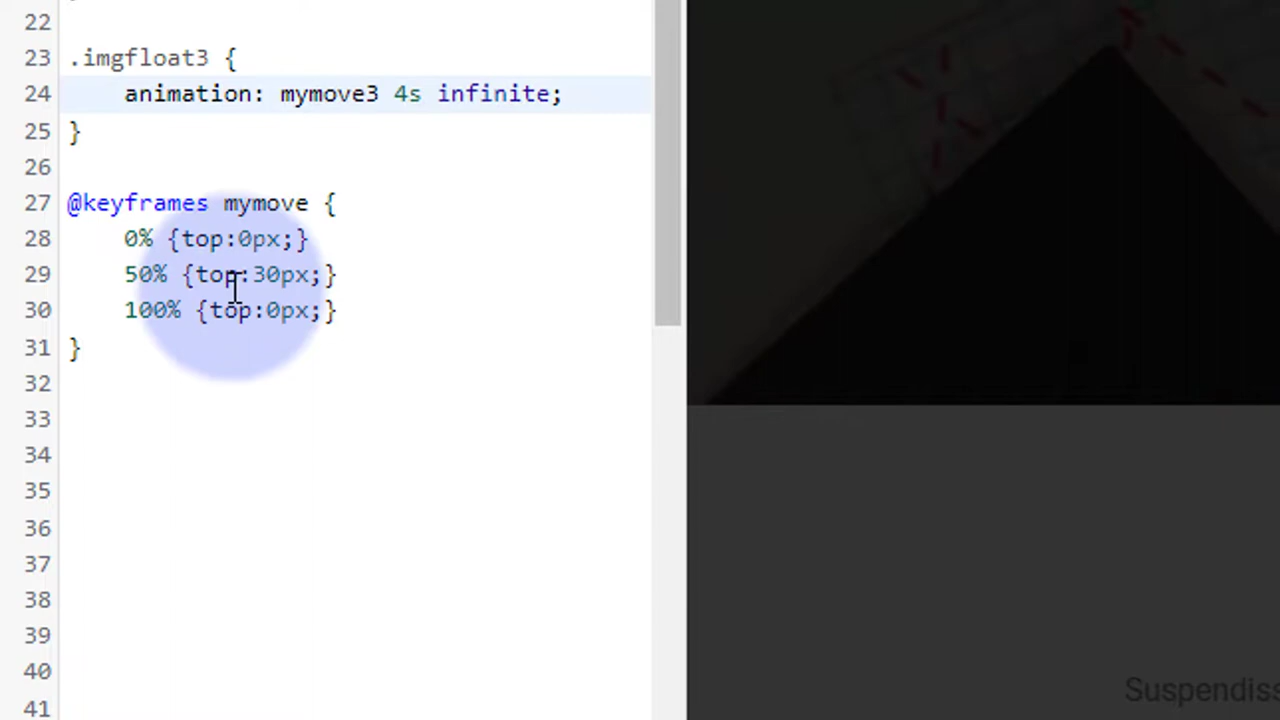 22
23 .imgfloat3 {
24 animation: mymove3 4s infinite;
25 }
26
27 @keyframes mymove {
28 0% {top:0px;}
29 50% {top:30px;}
30 100% {top:0px;}
31 }
32
33
34
35
36
37
38
39
40
41